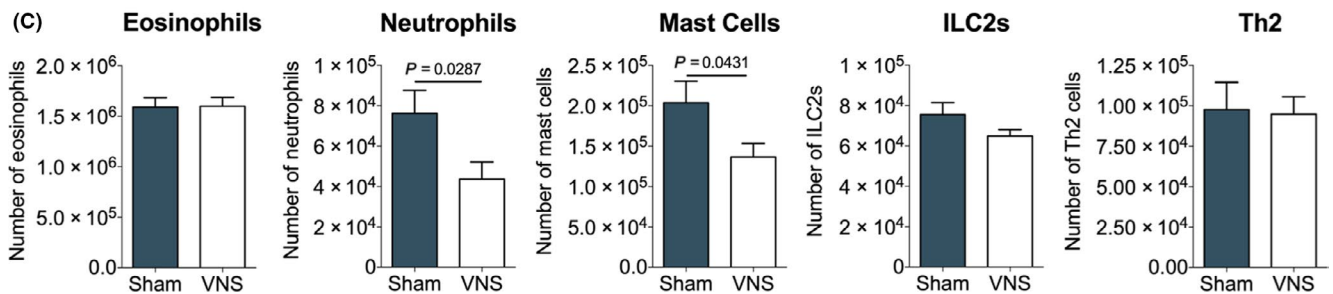 (C)
Eosinophils
Number of eosinophils
2.0 × 10⁶
1.5 × 10⁶
1.0 × 10⁶
5.0 × 10⁵
0.0
Sham VNS
Neutrophils
Number of neutrophils
P = 0.0287
1 × 10⁵
8 × 10⁴
6 × 10⁴
4 × 10⁴
2 × 10⁴
0
Sham VNS
Mast Cells
Number of mast cells
P = 0.0431
2.5 × 10⁵
2.0 × 10⁵
1.5 × 10⁵
1.0 × 10⁵
5.0 × 10⁴
0.0
Sham VNS
ILC2s
Number of ILC2s
1 × 10⁵
8 × 10⁴
6 × 10⁴
4 × 10⁴
2 × 10⁴
0
Sham VNS
Th2
Number of Th2 cells
1.25 × 10⁵
1.00 × 10⁵
7.50 × 10⁴
5.00 × 10⁴
2.50 × 10⁴
0.00
Sham VNS